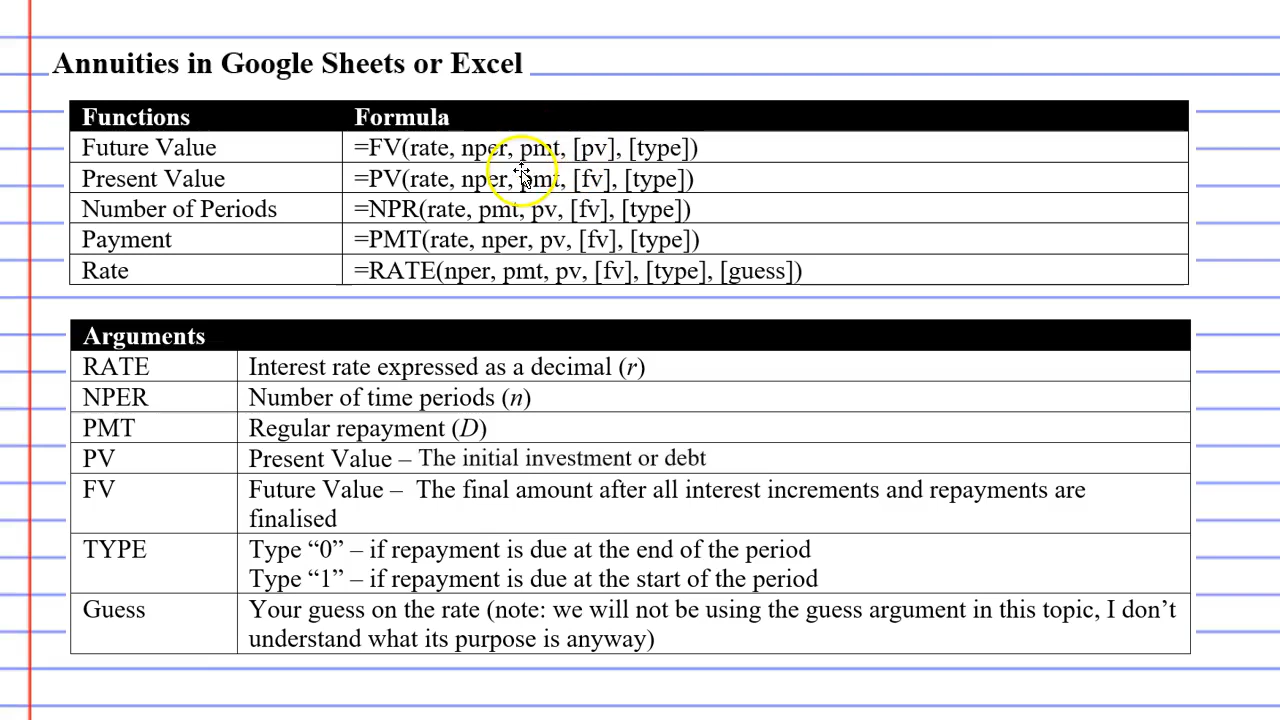 Annuities in Google Sheets or Excel
Functions Formula
Future Value =FV(rate, nper, pmt, [pv], [type])
Present Value =PV(rate, nper, pmt, [fv], [type])
Number of Periods =NPR(rate, pmt, pv, [fv], [type])
Payment =PMT(rate, nper, pv, [fv], [type])
Rate =RATE(nper, pmt, pv, [fv], [type], [guess])
Arguments
RATE Interest rate expressed as a decimal (r)
NPER Number of time periods (n)
PMT Regular repayment (D)
PV Present Value – The initial investment or debt
FV Future Value – The final amount after all interest increments and repayments are
finalised
TYPE Type “0” – if repayment is due at the end of the period
Type “1” – if repayment is due at the start of the period
Guess Your guess on the rate (note: we will not be using the guess argument in this topic, I don’t
understand what its purpose is anyway)